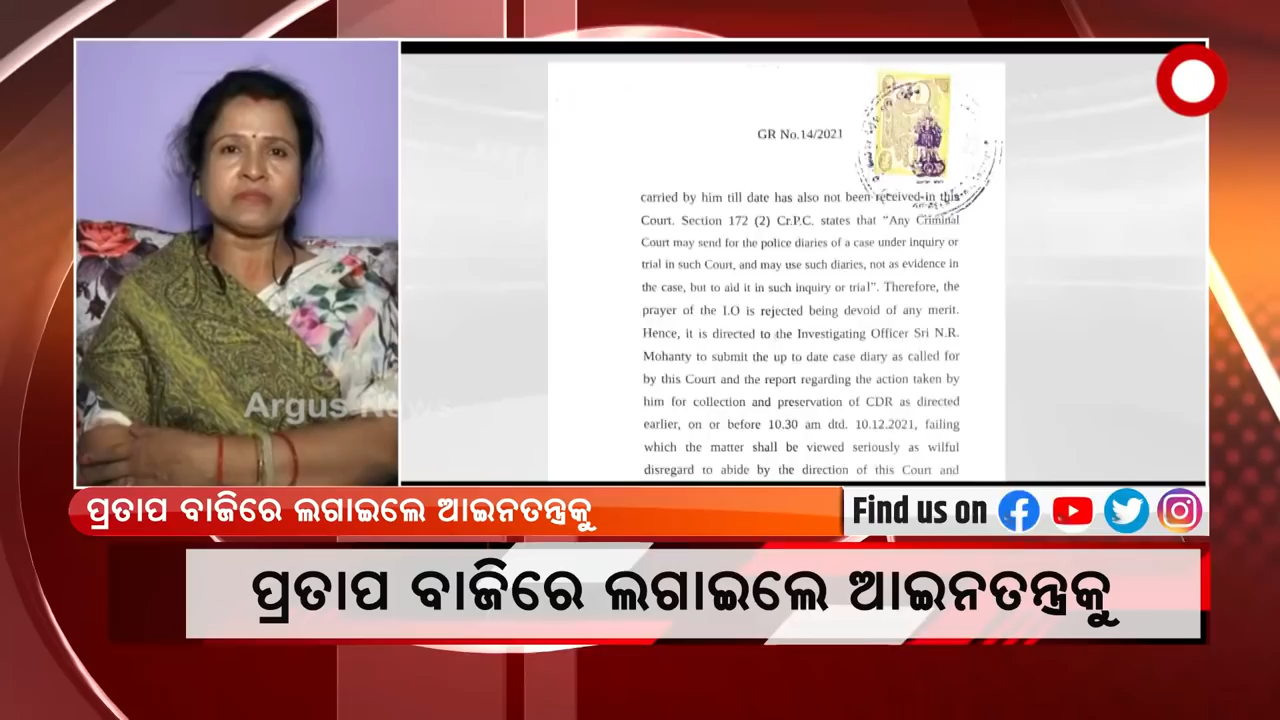 GR No.14/2021
carried by him till date has also not been received in this
Court. Section 172 (2) Cr.P.C. states that “Any Criminal
Court may send for the police diaries of a case under inquiry or
trial in such Court, and may use such diaries, not as evidence in
the case, but to aid it in such inquiry or trial”. Therefore, the
prayer of the I.O is rejected being devoid of any merit.
Hence, it is directed to the Investigating Officer Sri N.R.
Mohanty to submit the up to date case diary as called for
by this Court and the report regarding the action taken by
him for collection and preservation of CDR as directed
earlier, on or before 10.30 am dtd. 10.12.2021, failing
which the matter shall be viewed seriously as wilful
disregard to abide by the direction of this Court and
Argus News
ପ୍ରତାପ ବାଜିରେ ଲଗାଇଲେ ଆଇନତନ୍ତ୍ରକୁ
Find us on
ପ୍ରତାପ ବାଜିରେ ଲଗାଇଲେ ଆଇନତନ୍ତ୍ରକୁ